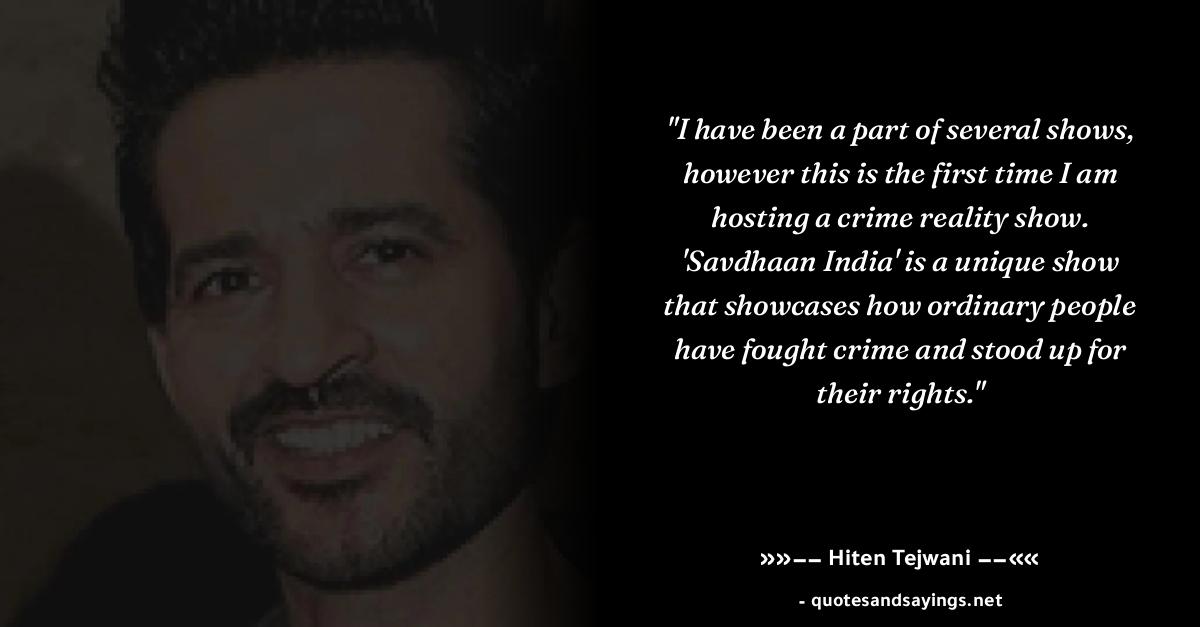 "I have been a part of several shows,
however this is the first time I am
hosting a crime reality show.
'Savdhaan India' is a unique show
that showcases how ordinary people
have fought crime and stood up for
their rights."
»»–– Hiten Tejwani ––««
- quotesandsayings.net